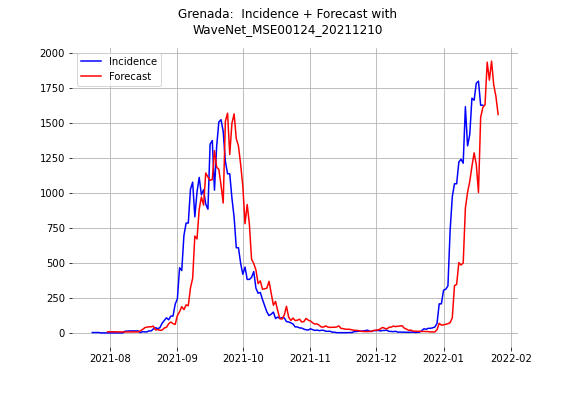 Grenada:  Incidence + Forecast with
WaveNet_MSE00124_20211210
Incidence
Forecast
2000
1750
1500
1250
1000
750
500
250
0
2021-08 2021-09 2021-10 2021-11 2021-12 2022-01 2022-02